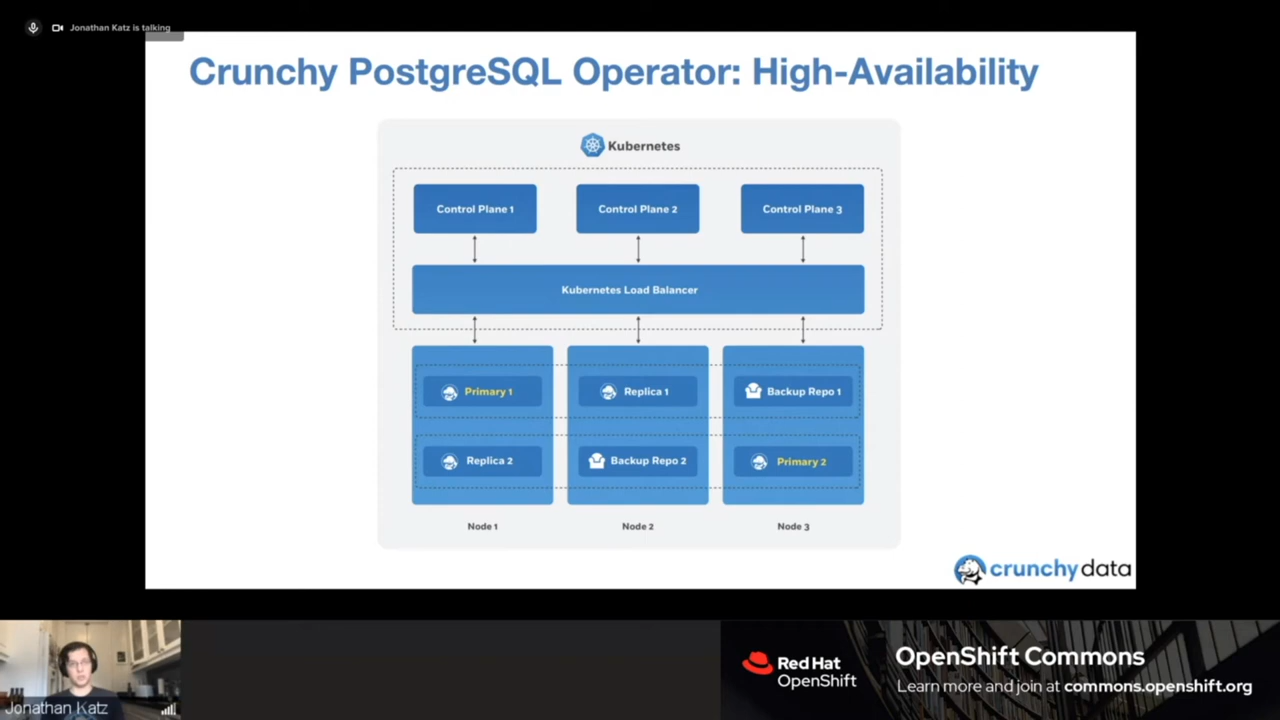 Jonathan Katz is talking
Crunchy PostgreSQL Operator: High-Availability
Kubernetes
Control Plane 1
Control Plane 2
Control Plane 3
Kubernetes Load Balancer
Primary 1
Replica 1
Backup Repo 1
Replica 2
Backup Repo 2
Primary 2
Node 1
Node 2
Node 3
crunchy data
Jonathan Katz
Red Hat
OpenShift
OpenShift Commons
Learn more and join at commons.openshift.org